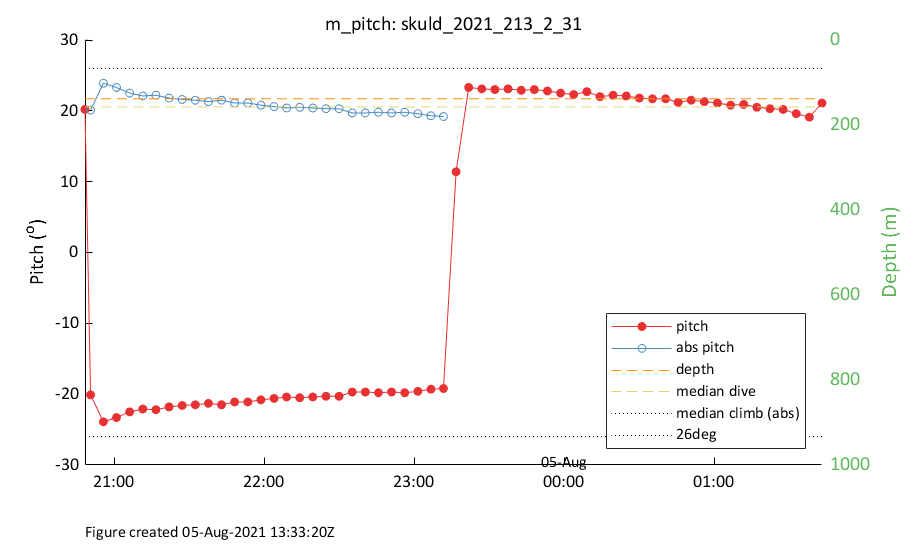 m_pitch: skuld_2021_213_2_31
30
20
10
0
-10
-20
-30
Pitch (º)
0
200
400
600
800
1000
Depth (m)
pitch
abs pitch
depth
median dive
median climb (abs)
26deg
05-Aug
21:00
22:00
23:00
00:00
01:00
Figure created 05-Aug-2021 13:33:20Z